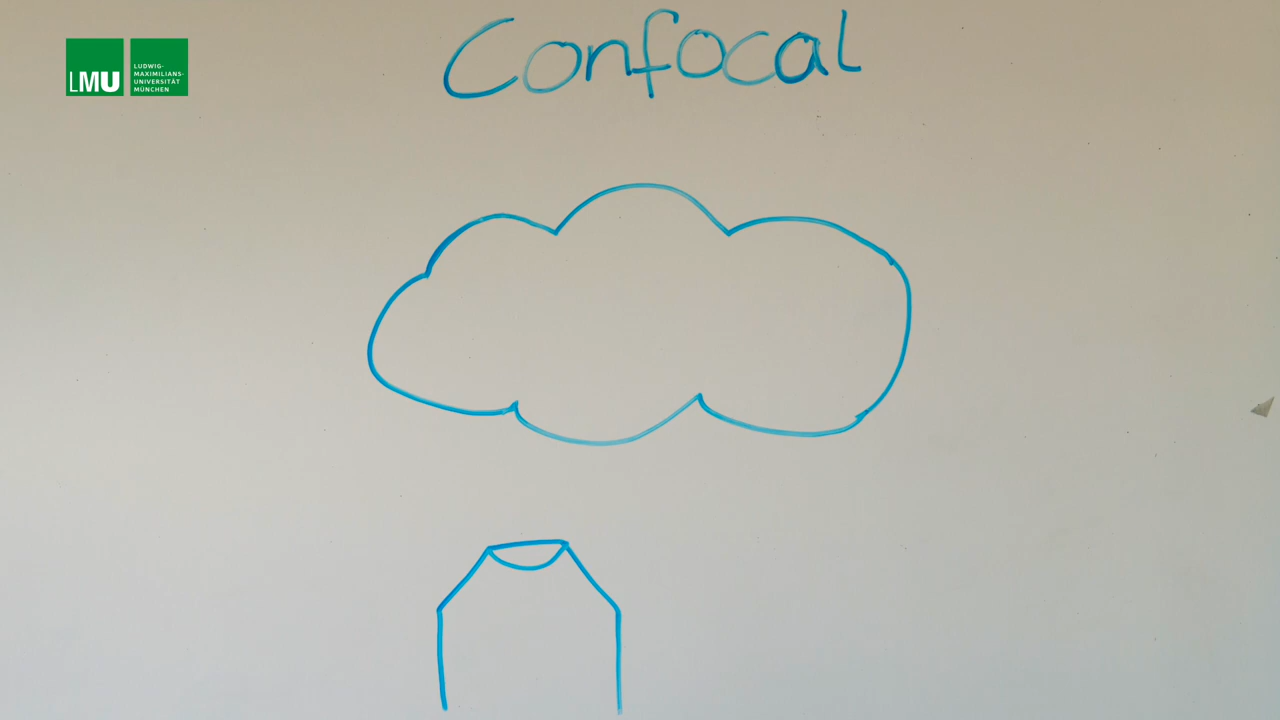 Confocal
LMU
LUDWIG-
MAXIMILIANS-
UNIVERSITÄT
MÜNCHEN